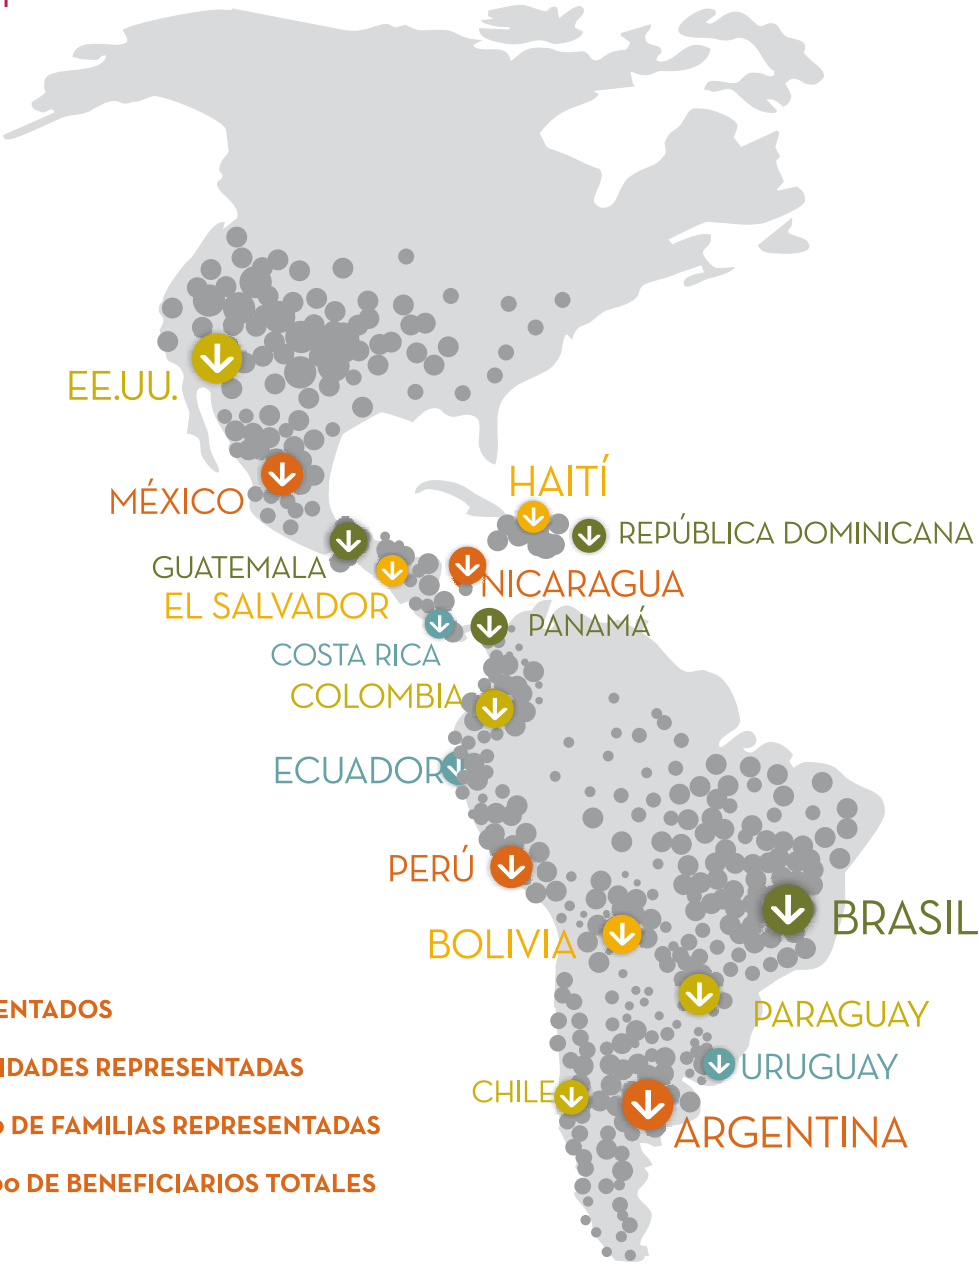 EE.UU.
MÉXICO
HAITÍ
REPÚBLICA DOMINICANA
GUATEMALA
NICARAGUA
EL SALVADOR
PANAMÁ
COSTA RICA
COLOMBIA
ECUADOR
PERÚ
BRASIL
BOLIVIA
PARAGUAY
URUGUAY
CHILE
ARGENTINA
ENTADOS
IDADES REPRESENTADAS
DE FAMILIAS REPRESENTADAS
00 DE BENEFICIARIOS TOTALES